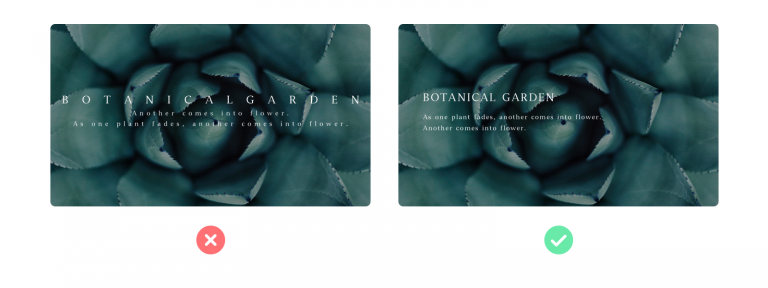 B O T A N I C A L G A R D E N
Another comes into flower.
As one plant fades, another comes into flower.
BOTANICAL GARDEN
As one plant fades, another comes into flower.
Another comes into flower.